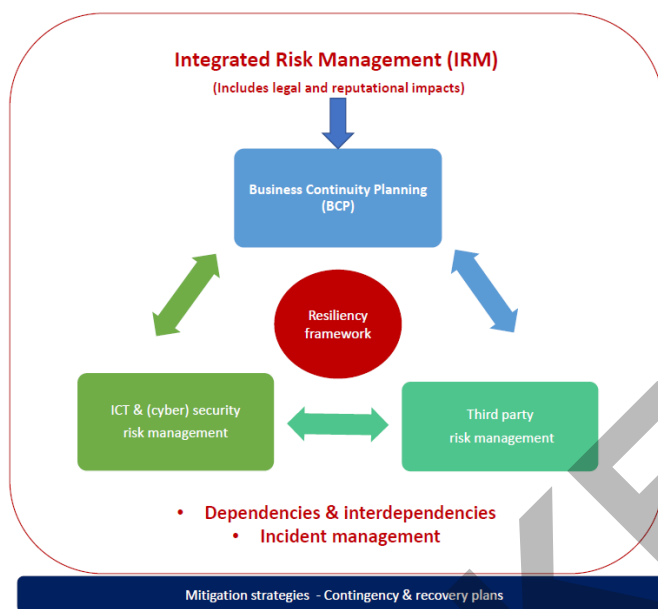 Integrated Risk Management (IRM)
(Includes legal and reputational impacts)
Business Continuity Planning
(BCP)
Resiliency
framework
ICT & (cyber) security
risk management
Third party
risk management
• Dependencies & interdependencies
• Incident management
Mitigation strategies - Contingency & recovery plans